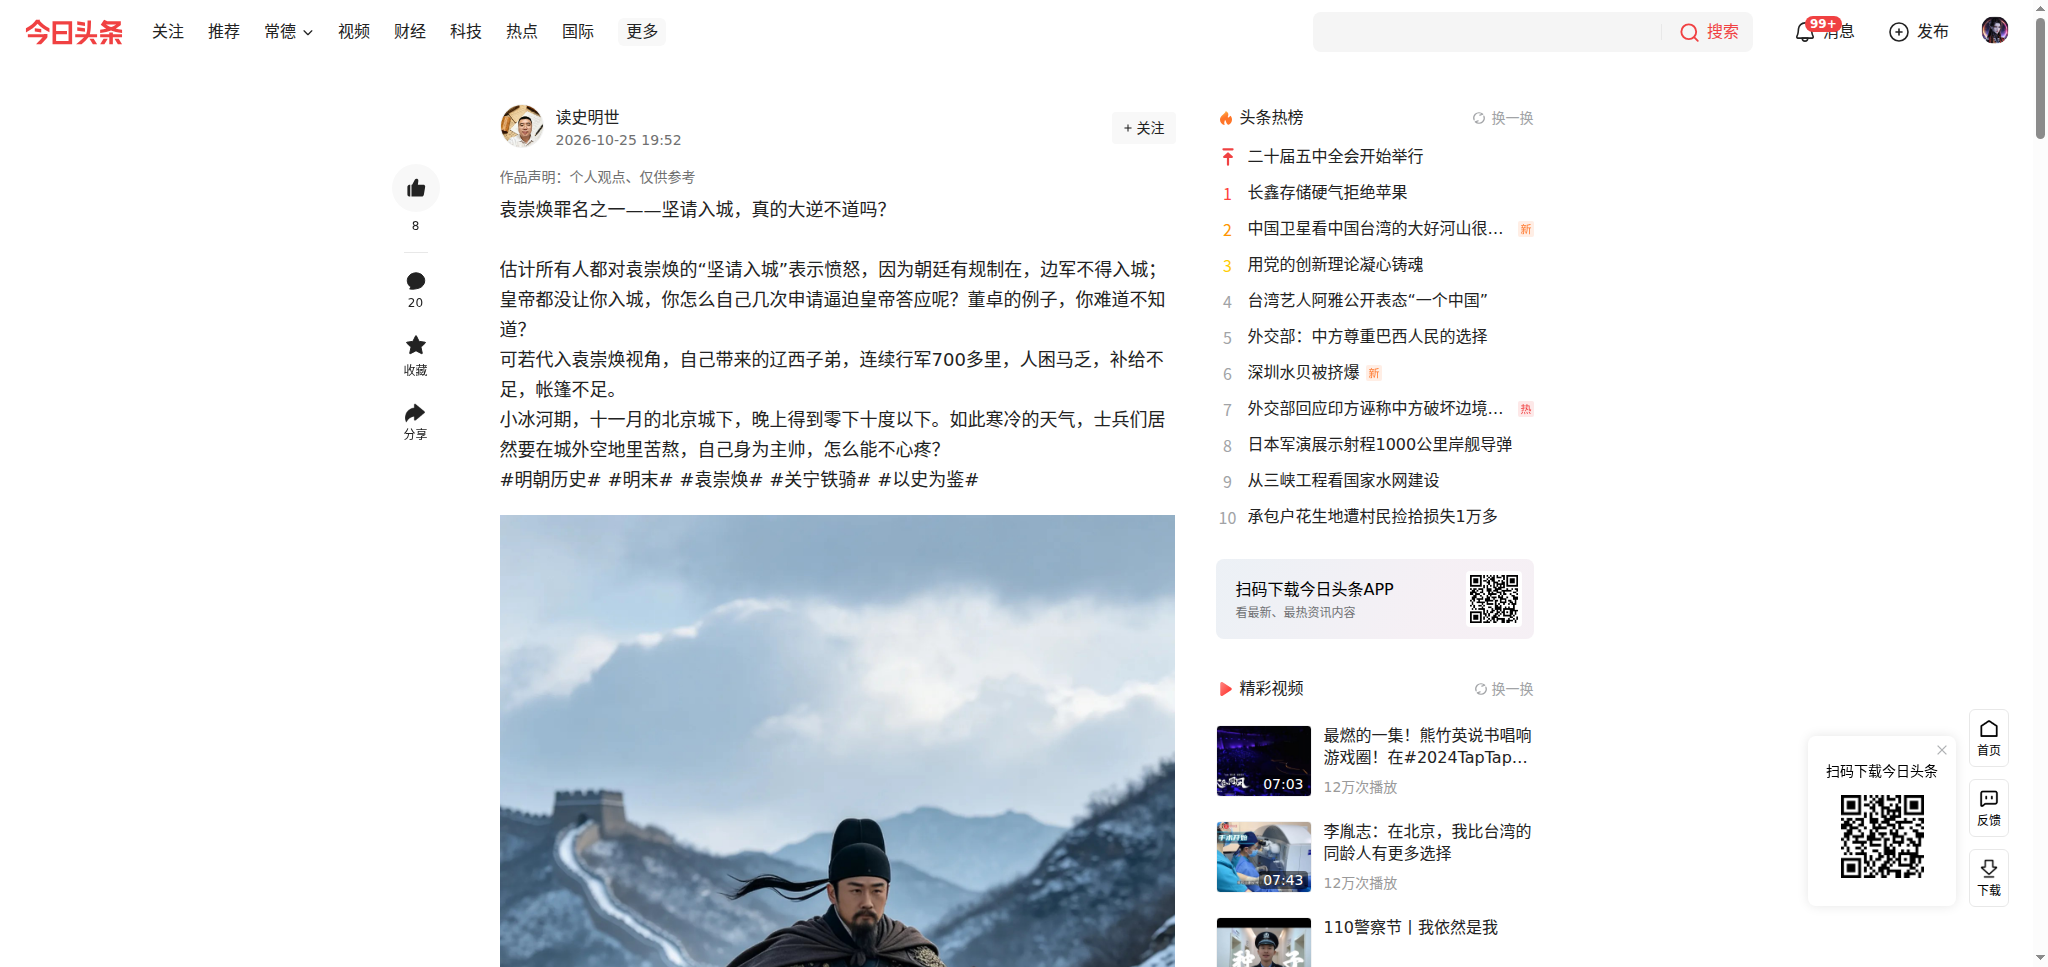 今日头条
关注 推荐 常德 视频 财经 科技 热点 国际 更多
搜索
99+
消息
发布
读史明世
2026-10-25 19:52
+ 关注
作品声明：个人观点、仅供参考
袁崇焕罪名之一——坚请入城，真的大逆不道吗？
估计所有人都对袁崇焕的“坚请入城”表示愤怒，因为朝廷有规制在，边军不得入城；
皇帝都没让你入城，你怎么自己几次申请逼迫皇帝答应呢？董卓的例子，你难道不知
道？
可若代入袁崇焕视角，自己带来的辽西子弟，连续行军700多里，人困马乏，补给不
足，帐篷不足。
小冰河期，十一月的北京城下，晚上得到零下十度以下。如此寒冷的天气，士兵们居
然要在城外空地里苦熬，自己身为主帅，怎么能不心疼？
#明朝历史# #明末# #袁崇焕# #关宁铁骑# #以史为鉴#
8
20
收藏
分享
头条热榜
换一换
二十届五中全会开始举行
1 长鑫存储硬气拒绝苹果
2 中国卫星看中国台湾的大好河山很... 新
3 用党的创新理论凝心铸魂
4 台湾艺人阿雅公开表态“一个中国”
5 外交部：中方尊重巴西人民的选择
6 深圳水贝被挤爆 新
7 外交部回应印方诬称中方破坏边境... 热
8 日本军演展示射程1000公里岸舰导弹
9 从三峡工程看国家水网建设
10 承包户花生地遭村民捡拾损失1万多
扫码下载今日头条APP
看最新、最热资讯内容
精彩视频
换一换
最燃的一集！熊竹英说书唱响
游戏圈！在#2024TapTap...
12万次播放
07:03
李胤志：在北京，我比台湾的
同龄人有更多选择
12万次播放
07:43
110警察节丨我依然是我
种子
扫码下载今日头条
首页
反馈
下载